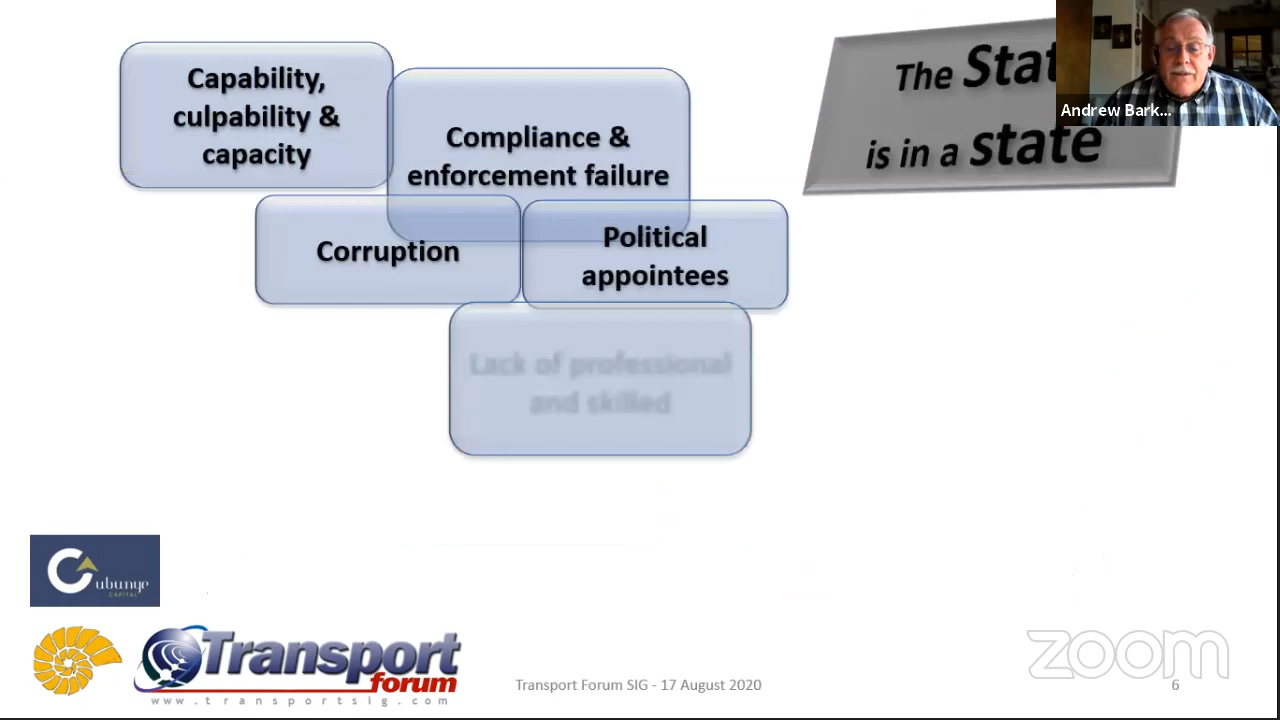 Capability,
culpability &
capacity
Compliance &
enforcement failure
Corruption
Political
appointees
Lack of professional
and skilled
The
is in a state
Andrew Bark...
ubunye
CAPITAL
Transport
forum
www.transportsig.com
Transport Forum SIG - 17 August 2020
zoom
6